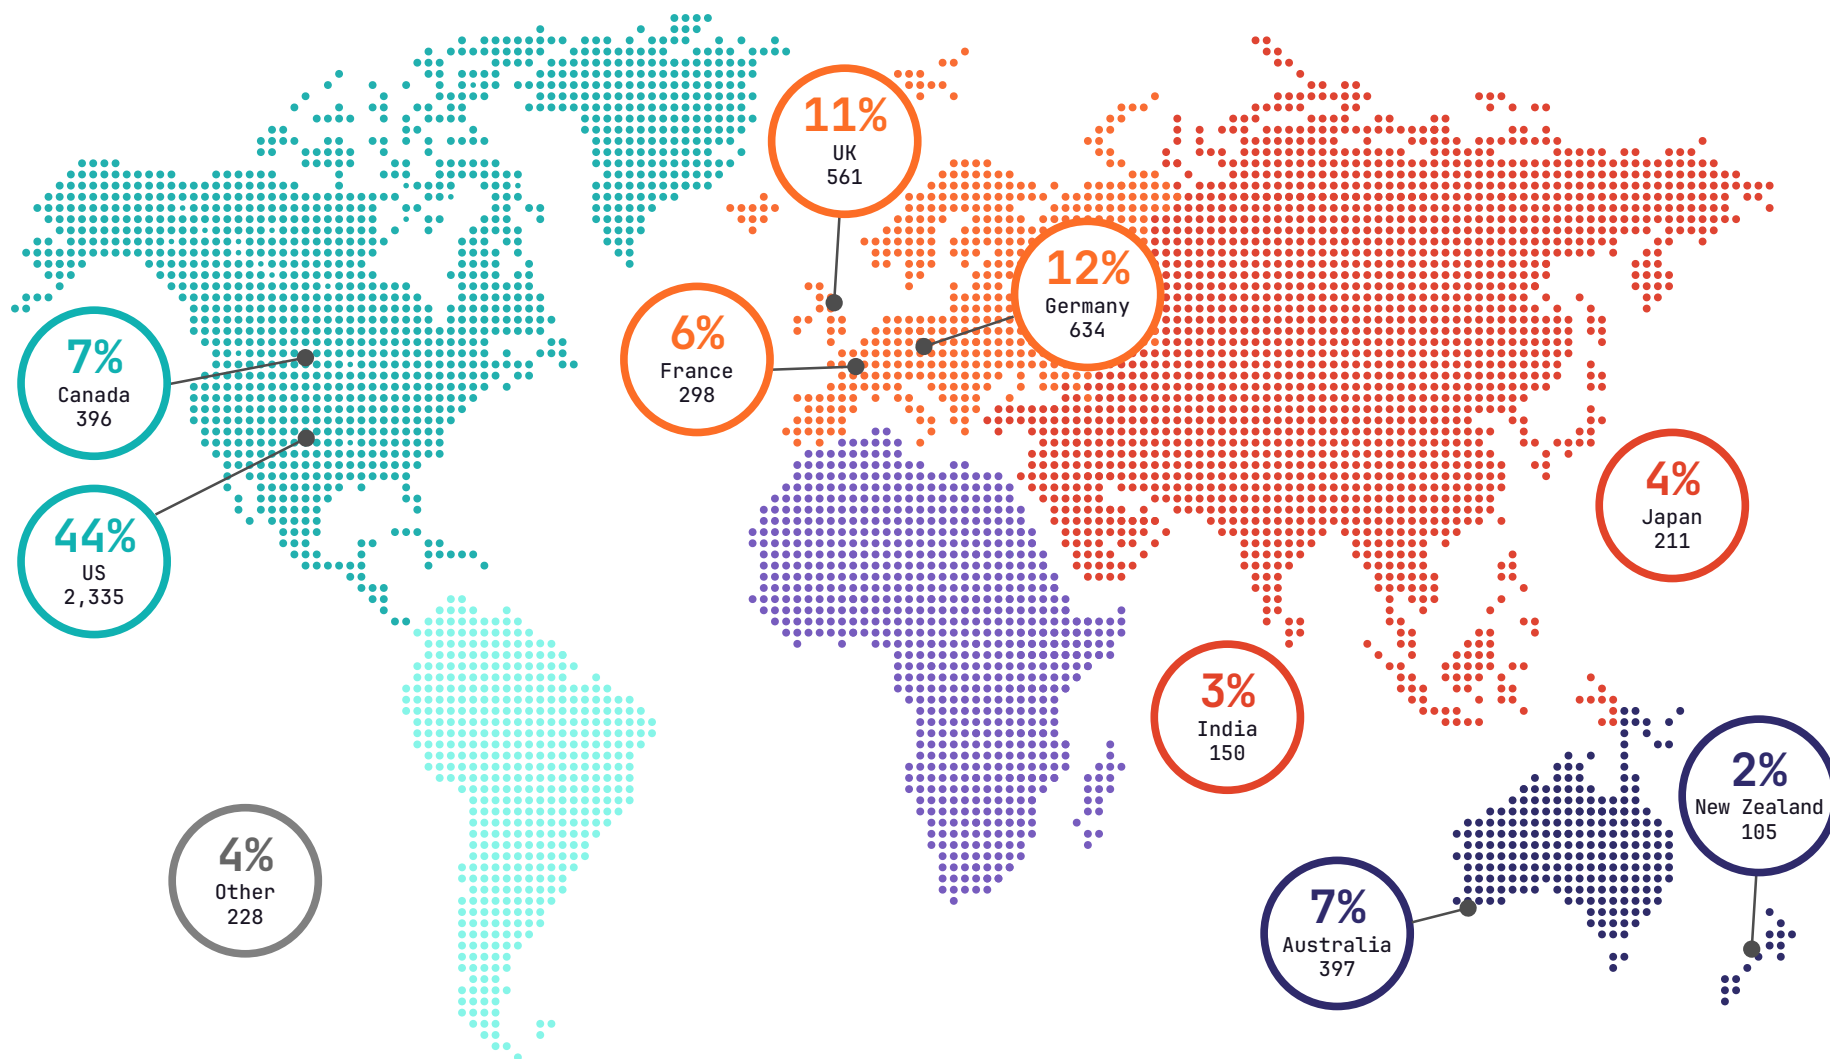 11%
UK
561
12%
Germany
634
6%
France
298
7%
Canada
396
44%
US
2,335
4%
Japan
211
3%
India
150
2%
New Zealand
105
4%
Other
228
7%
Australia
397